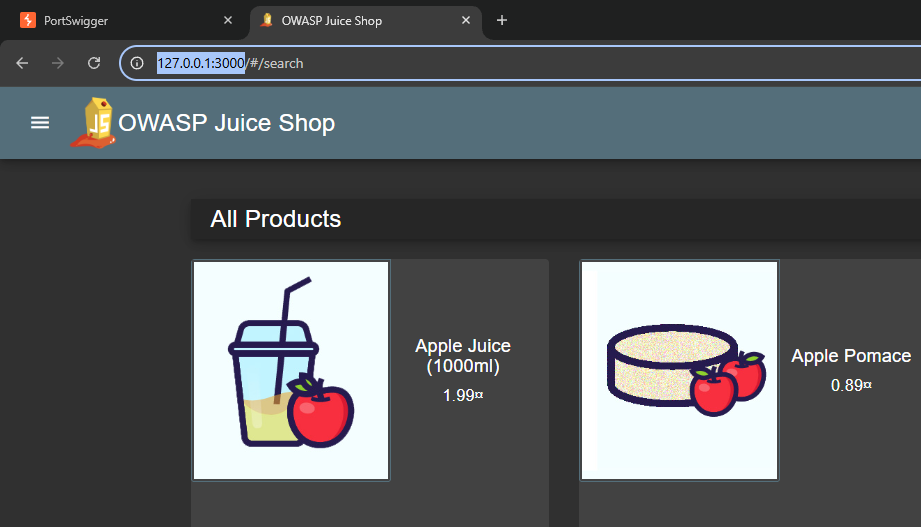 PortSwigger
OWASP Juice Shop
127.0.0.1:3000/#/search
JS
OWASP Juice Shop
All Products
Apple Juice
(1000ml)
1.99¤
Apple Pomace
0.89¤